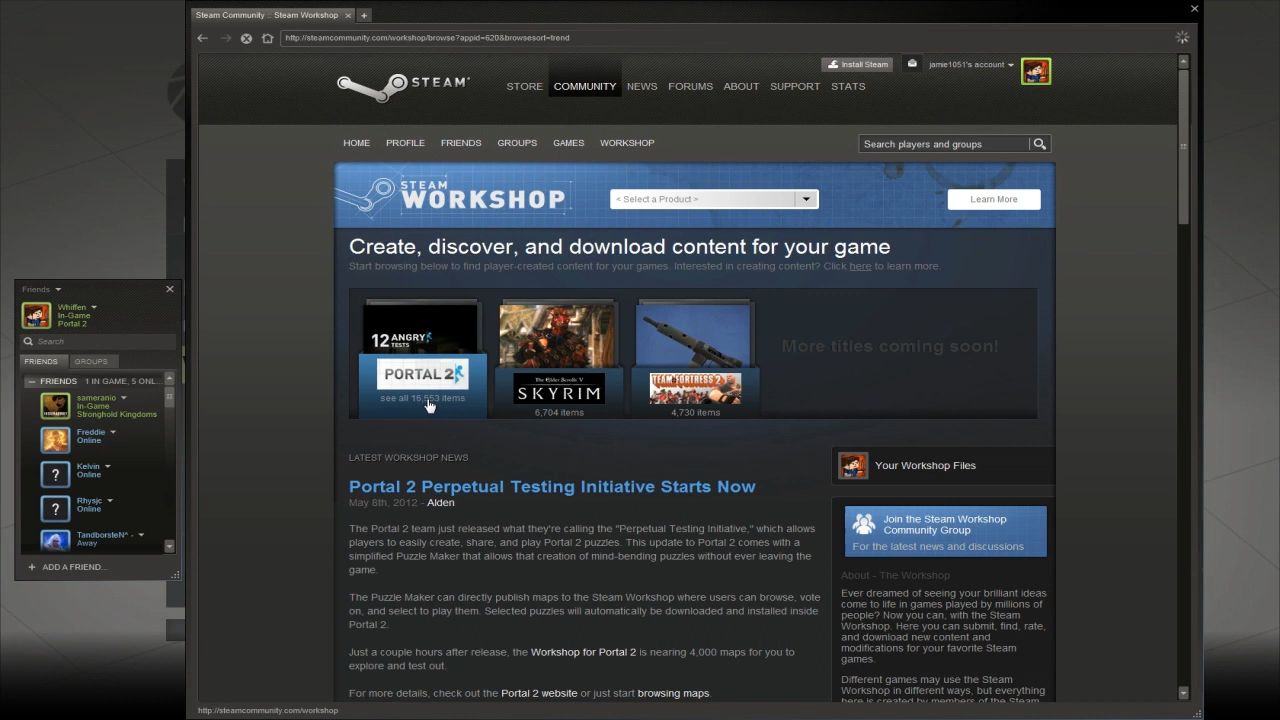 Steam Community :: Steam Workshop
http://steamcommunity.com/workshop/browse?appid=620&browsesort=trend
Install Steam
jamie1051's account
STEAM
STORE COMMUNITY NEWS FORUMS ABOUT SUPPORT STATS
HOME PROFILE FRIENDS GROUPS GAMES WORKSHOP
Search players and groups
STEAM
WORKSHOP
< Select a Product >
Learn More
Create, discover, and download content for your game
Start browsing below to find player-created content for your games. Interested in creating content? Click here to learn more.
12 ANGRY
TESTS
PORTAL 2
see all 16,553 items
The Elder Scrolls V
SKYRIM
6,704 items
TEAM FORTRESS 2
4,730 items
More titles coming soon!
LATEST WORKSHOP NEWS
Portal 2 Perpetual Testing Initiative Starts Now
May 8th, 2012 - Alden
The Portal 2 team just released what they're calling the "Perpetual Testing Initiative," which allows
players to easily create, share, and play Portal 2 puzzles. This update to Portal 2 comes with a
simplified Puzzle Maker that allows that creation of mind-bending puzzles without ever leaving the
game.
The Puzzle Maker can directly publish maps to the Steam Workshop where users can browse, vote
on, and select to play them. Selected puzzles will automatically be downloaded and installed inside
Portal 2.
Just a couple hours after release, the Workshop for Portal 2 is nearing 4,000 maps for you to
explore and test out.
For more details, check out the Portal 2 website or just start browsing maps.
Your Workshop Files
Join the Steam Workshop
Community Group
For the latest news and discussions
About - The Workshop
Ever dreamed of seeing your brilliant ideas
come to life in games played by millions of
people? Now you can, with the Steam
Workshop. Here you can submit, find, rate,
and download new content and
modifications for your favorite Steam
games.
Different games may use the Steam
Workshop in different ways, but everything
here is created by members of the Steam
http://steamcommunity.com/workshop
Friends
Whiffen
In-Game
Portal 2
Search
FRIENDS GROUPS
FRIENDS 1 IN GAME, 5 ONL...
sameranio
In-Game
Stronghold Kingdoms
Freddie
Online
Kelvin
Online
Rhysjc
Online
TandborsteN^ -
Away
ADD A FRIEND...